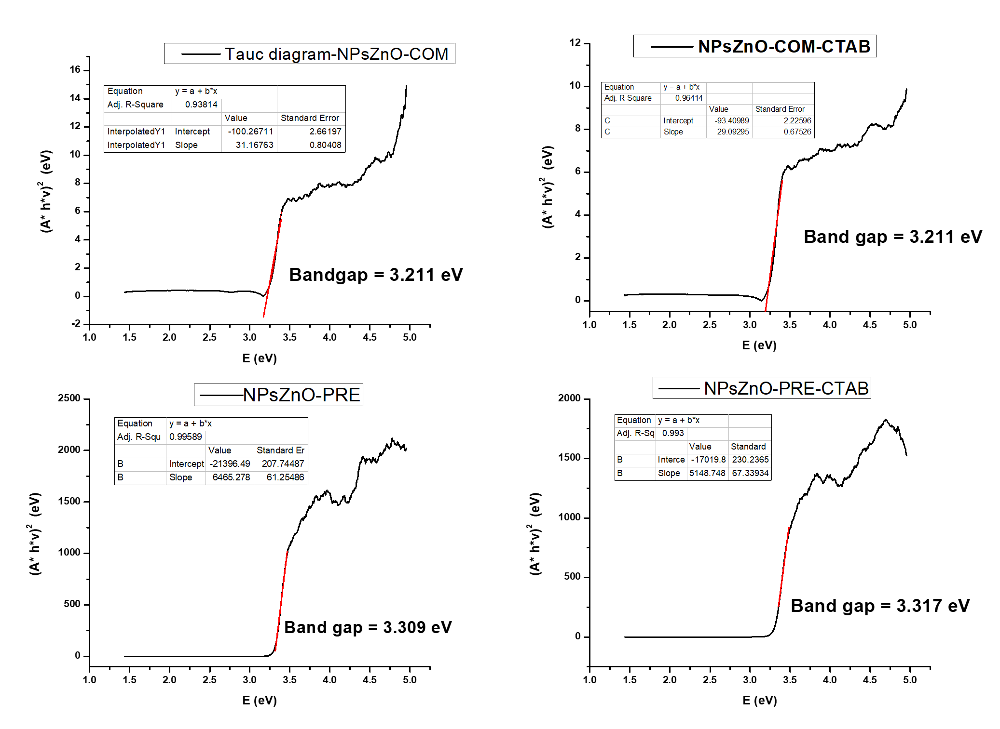 Tauc diagram-NPsZnO-COM
Equation y = a + b*x
Adj. R-Square 0.93814
Value Standard Error
InterpolatedY1 Intercept -100.26711 2.66197
InterpolatedY1 Slope 31.16763 0.80408
16
14
12
10
8
6
4
2
0
-2
(A* h*v)² (eV)
Bandgap = 3.211 eV
1.0 1.5 2.0 2.5 3.0 3.5 4.0 4.5 5.0
E (eV)
NPsZnO-COM-CTAB
Equation y = a + b*x
Adj. R-Square 0.96414
Value Standard Error
C Intercept -93.40989 2.22596
C Slope 29.09295 0.67526
12
10
8
6
4
2
0
(A* h*v)² (eV)
Band gap = 3.211 eV
1.0 1.5 2.0 2.5 3.0 3.5 4.0 4.5 5.0
E (eV)
NPsZnO-PRE
Equation y = a + b*x
Adj. R-Squ 0.99589
Value Standard Er
B Intercept -21396.49 207.74487
B Slope 6465.278 61.25486
2500
2000
1500
1000
500
0
(A* h*v)² (eV)
Band gap = 3.309 eV
1.0 1.5 2.0 2.5 3.0 3.5 4.0 4.5 5.0
E (eV)
NPsZnO-PRE-CTAB
Equation y = a + b*x
Adj. R-Sq 0.993
Value Standard
B Interce -17019.8 230.2365
B Slope 5148.748 67.33934
2000
1500
1000
500
0
(A* h*v)² (eV)
Band gap = 3.317 eV
1.0 1.5 2.0 2.5 3.0 3.5 4.0 4.5 5.0
E (eV)